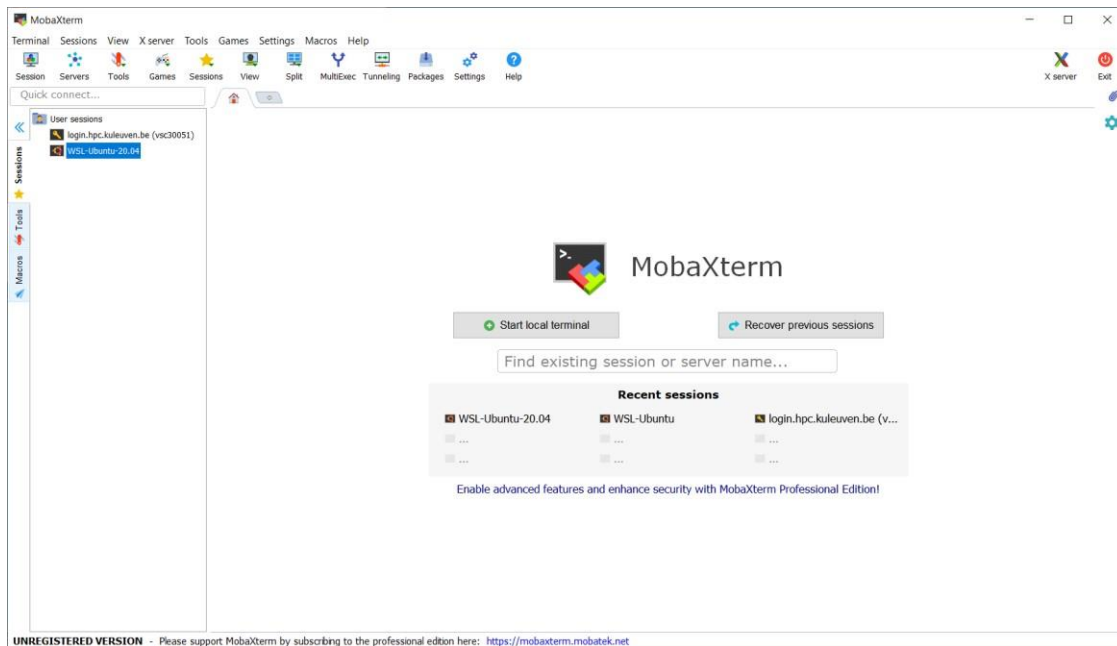 MobaXterm
Terminal Sessions View X server Tools Games Settings Macros Help
Session Servers Tools Games Sessions View Split MultiExec Tunneling Packages Settings Help X server Exit
Quick connect...
User sessions
login.hpc.kuleuven.be (vsc30051)
WSL-Ubuntu-20.04
Sessions
Tools
Macros
>_
MobaXterm
Start local terminal Recover previous sessions
Find existing session or server name...
Recent sessions
WSL-Ubuntu-20.04 WSL-Ubuntu login.hpc.kuleuven.be (v...
... ... ...
... ... ...
Enable advanced features and enhance security with MobaXterm Professional Edition!
UNREGISTERED VERSION - Please support MobaXterm by subscribing to the professional edition here: https://mobaxterm.mobatek.net